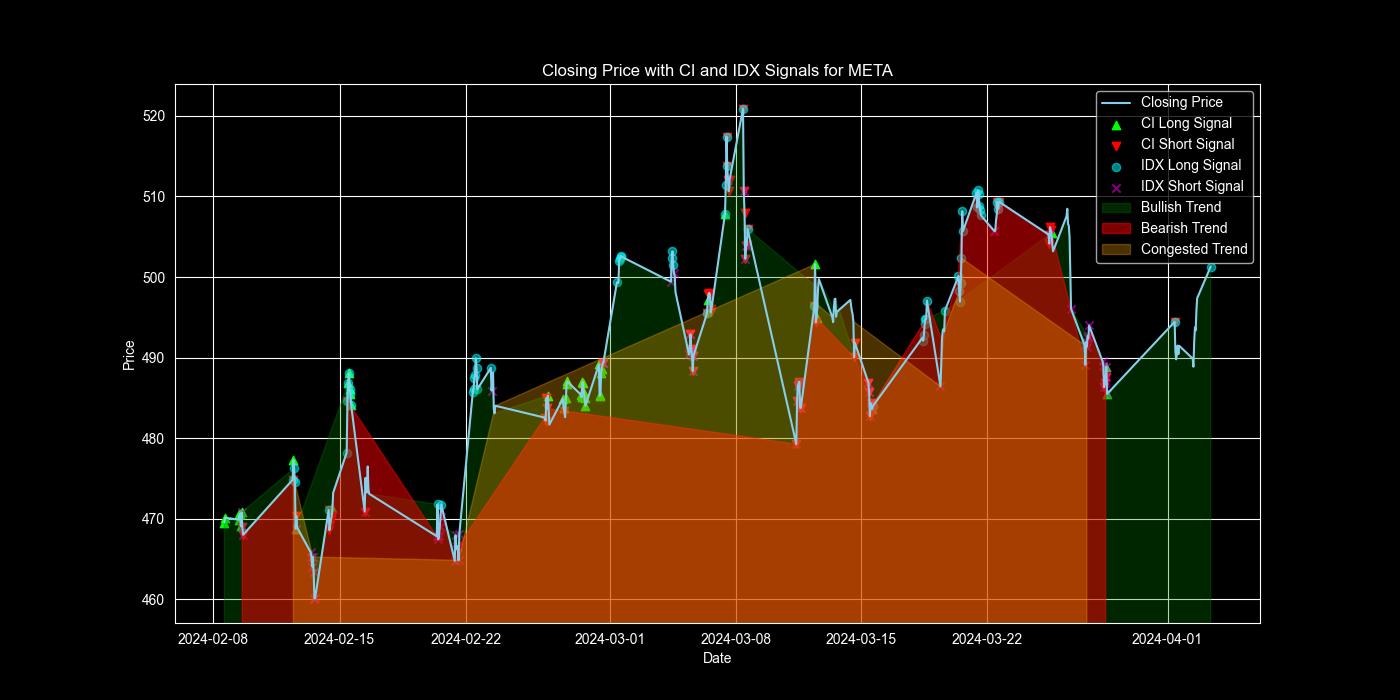 Closing Price with CI and IDX Signals for META
Closing Price
CI Long Signal
CI Short Signal
IDX Long Signal
IDX Short Signal
Bullish Trend
Bearish Trend
Congested Trend
Price
520
510
500
490
480
470
460
2024-02-08 2024-02-15 2024-02-22 2024-03-01 2024-03-08 2024-03-15 2024-03-22 2024-04-01
Date